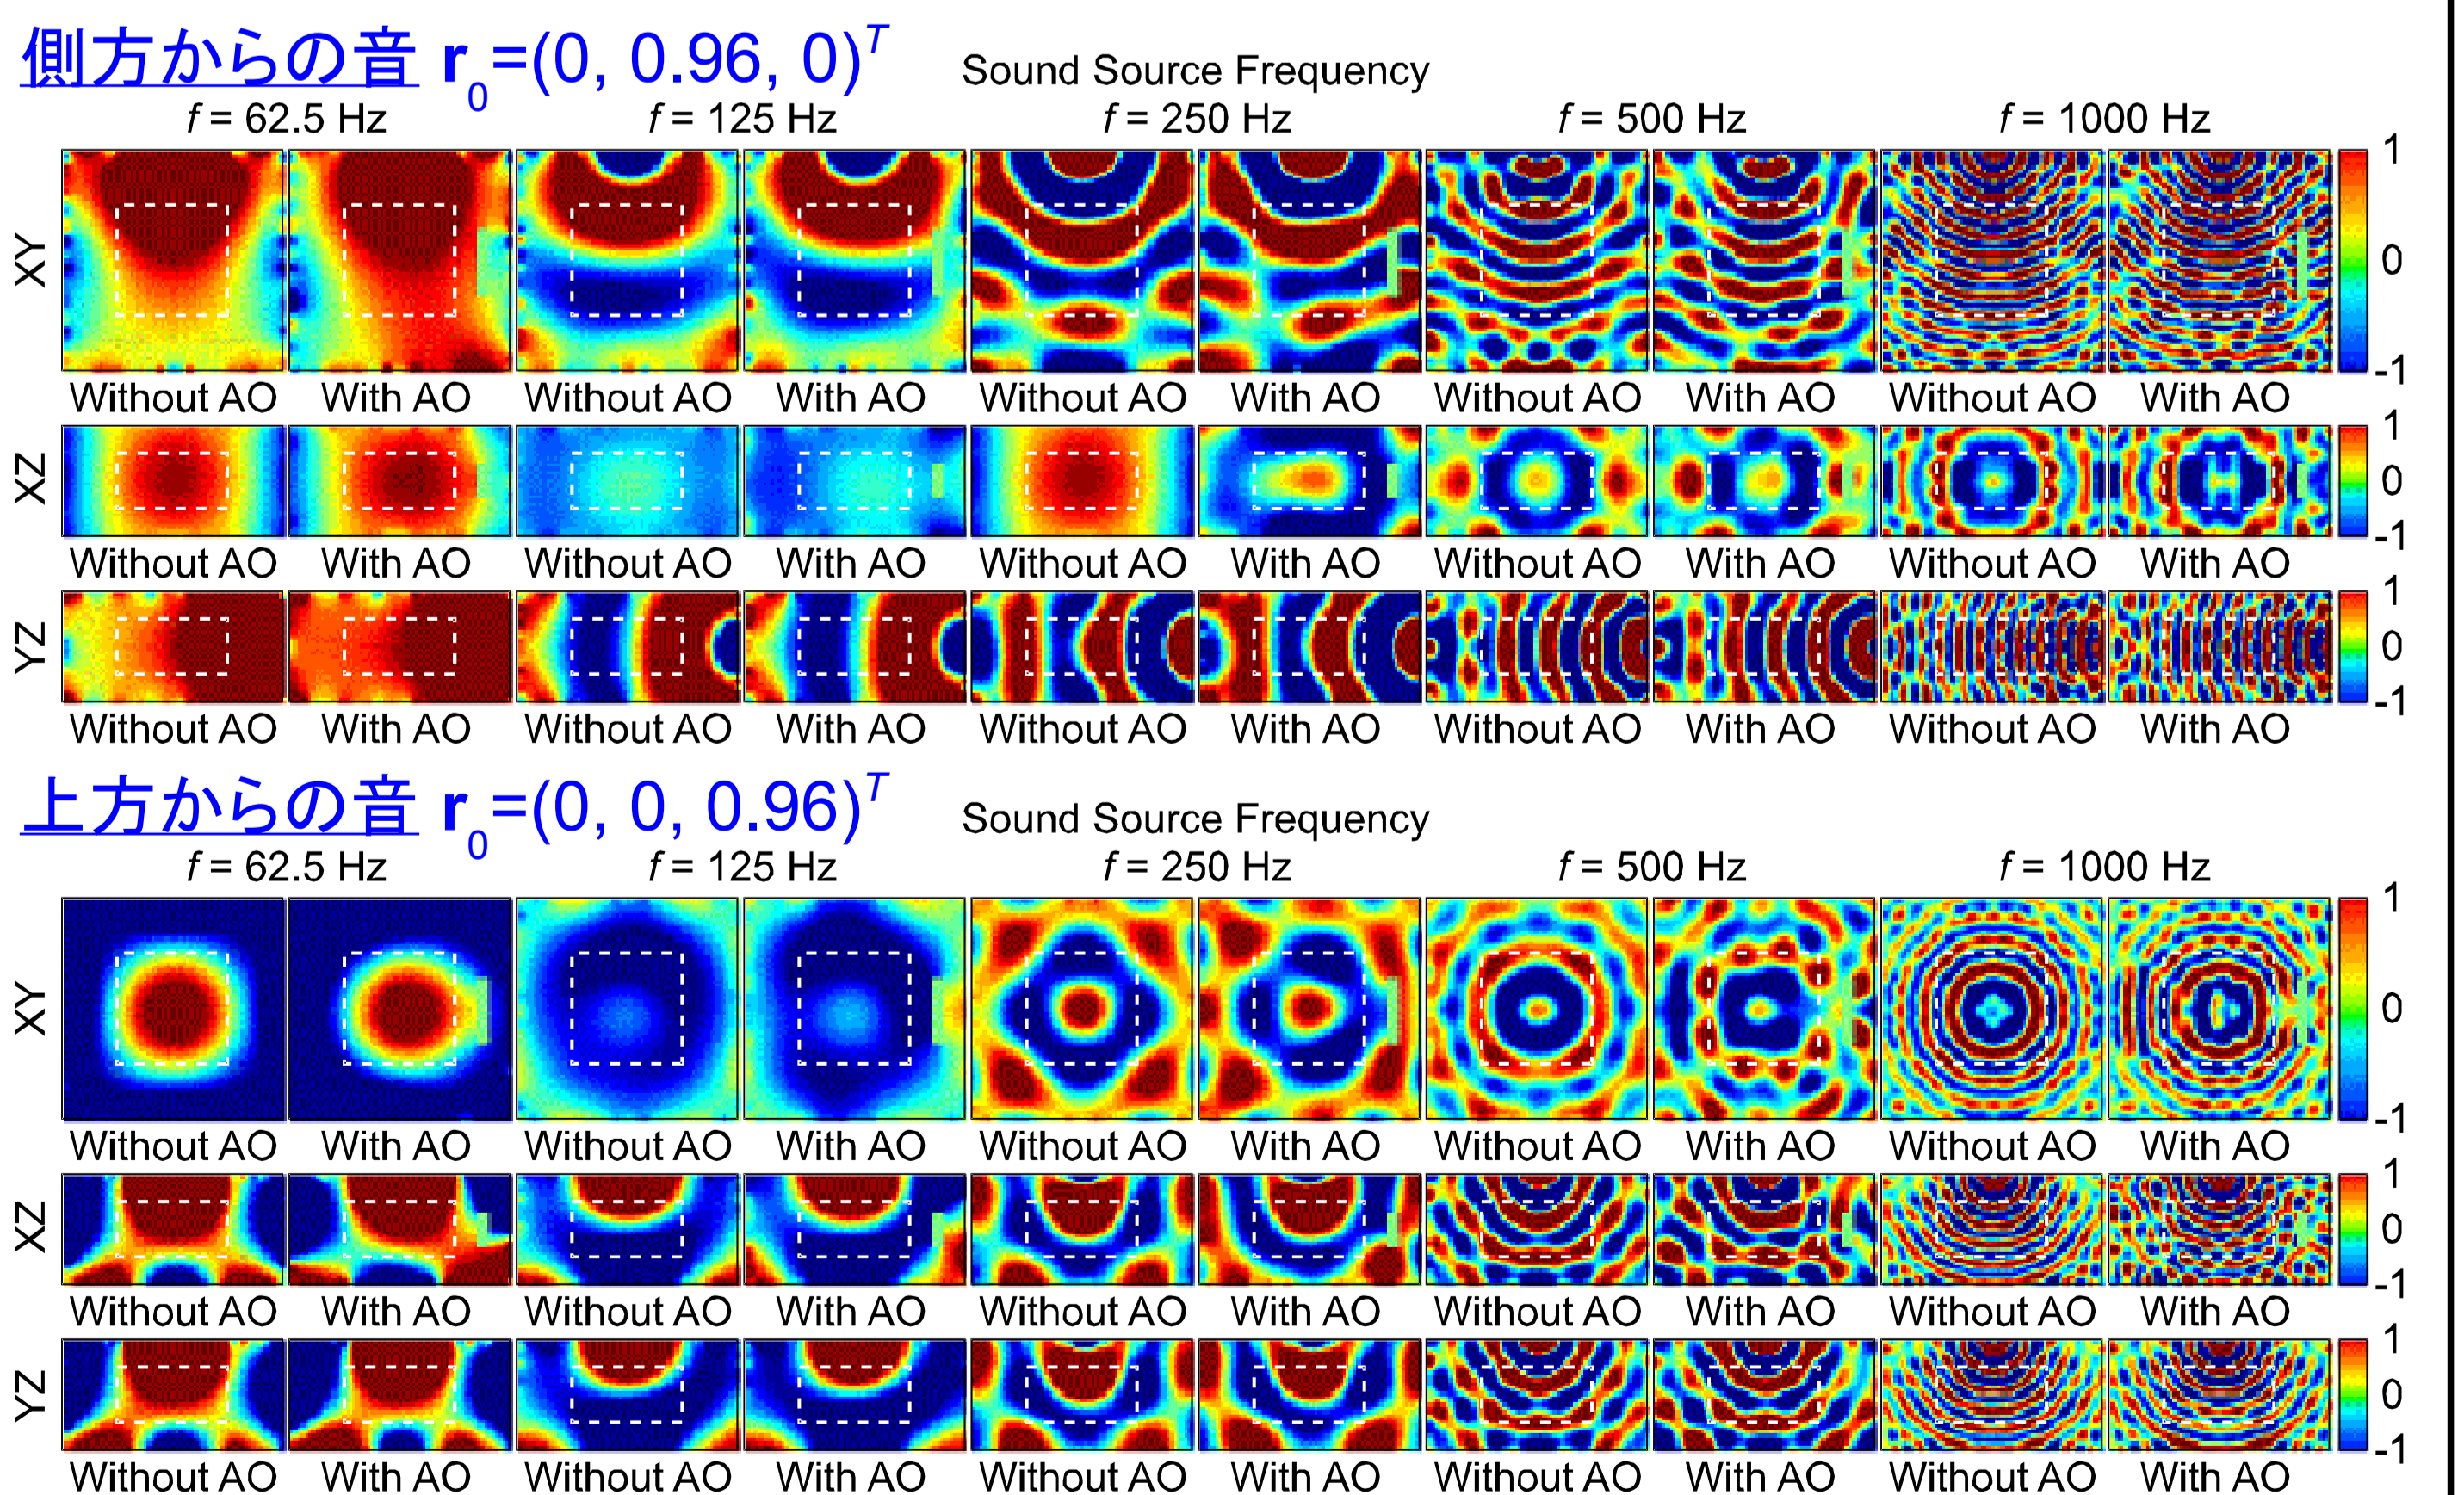 側方からの音 r0=(0, 0.96, 0)T
Sound Source Frequency
f = 62.5 Hz f = 125 Hz f = 250 Hz f = 500 Hz f = 1000 Hz
XY
1
0
-1
Without AO With AO Without AO With AO Without AO With AO Without AO With AO Without AO With AO
XZ
1
0
-1
Without AO With AO Without AO With AO Without AO With AO Without AO With AO Without AO With AO
YZ
1
0
-1
Without AO With AO Without AO With AO Without AO With AO Without AO With AO Without AO With AO
上方からの音 r0=(0, 0, 0.96)T
Sound Source Frequency
f = 62.5 Hz f = 125 Hz f = 250 Hz f = 500 Hz f = 1000 Hz
XY
1
0
-1
Without AO With AO Without AO With AO Without AO With AO Without AO With AO Without AO With AO
XZ
1
0
-1
Without AO With AO Without AO With AO Without AO With AO Without AO With AO Without AO With AO
YZ
1
0
-1
Without AO With AO Without AO With AO Without AO With AO Without AO With AO Without AO With AO